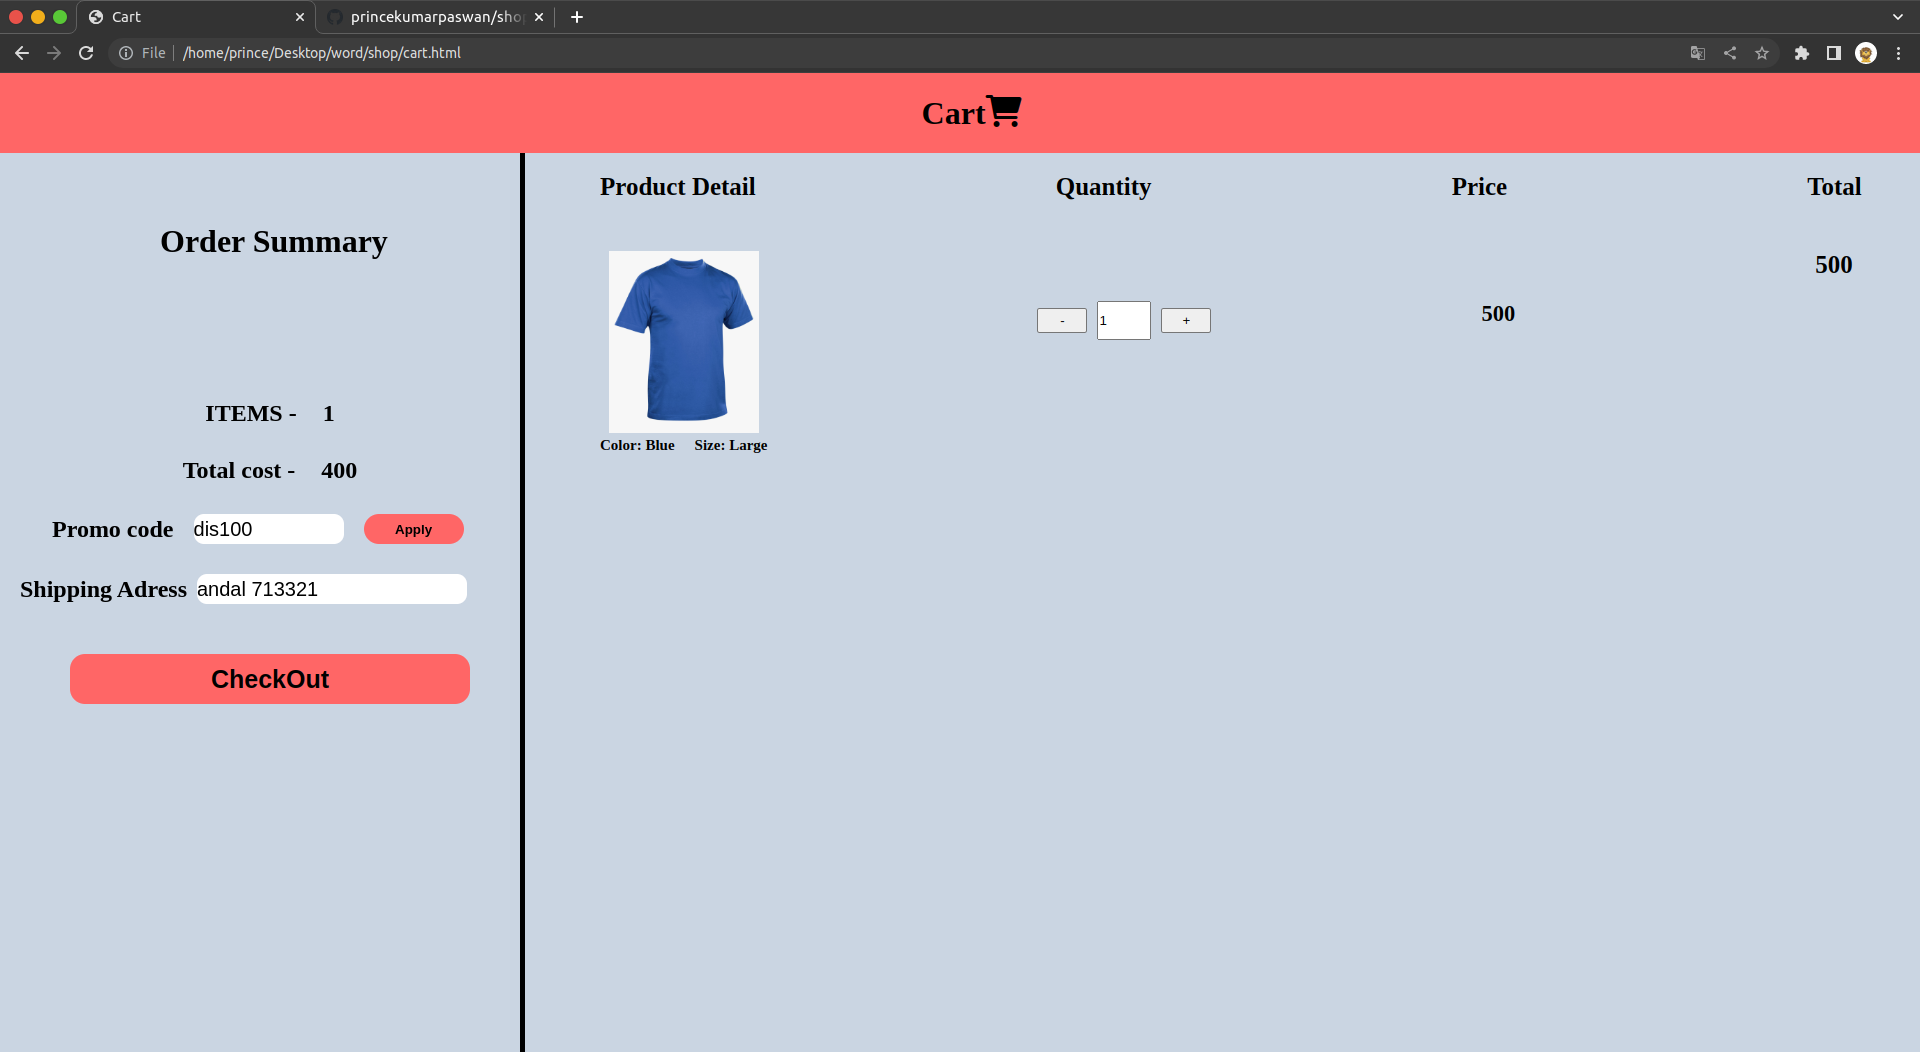 Cart
princekumarpaswan/shop
File /home/prince/Desktop/word/shop/cart.html
Cart
Order Summary
ITEMS - 1
Total cost - 400
Promo code dis100 Apply
Shipping Adress andal 713321
CheckOut
Product Detail Quantity Price Total
500
- 1 + 500
Color: Blue Size: Large